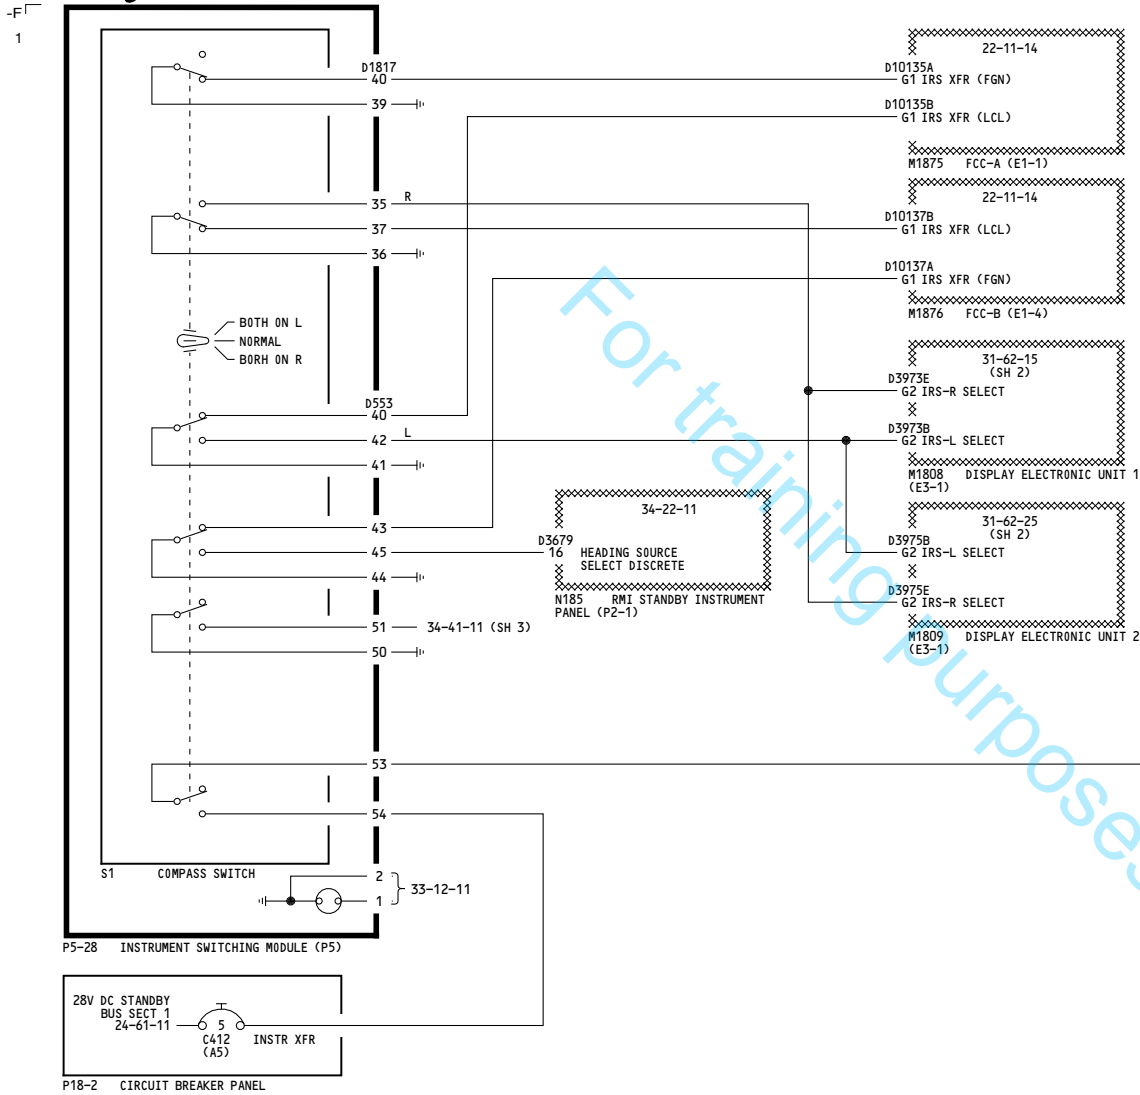 -F
1
D1817
40
39
35 R
37
36
BOTH ON L
NORMAL
BORH ON R
D553
40
42 L
41
43
45
44
51 34-41-11 (SH 3)
50
53
54
S1 COMPASS SWITCH
2
1
33-12-11
P5-28 INSTRUMENT SWITCHING MODULE (P5)
28V DC STANDBY
BUS SECT 1
24-61-11
5
C412
(A5)
INSTR XFR
P18-2 CIRCUIT BREAKER PANEL
34-22-11
D3679
16 HEADING SOURCE
SELECT DISCRETE
N185 RMI STANDBY INSTRUMENT
PANEL (P2-1)
22-11-14
D10135A
G1 IRS XFR (FGN)
D10135B
G1 IRS XFR (LCL)
M1875 FCC-A (E1-1)
22-11-14
D10137B
G1 IRS XFR (LCL)
D10137A
G1 IRS XFR (FGN)
M1876 FCC-B (E1-4)
31-62-15
(SH 2)
D3973E
G2 IRS-R SELECT
D3973B
G2 IRS-L SELECT
M1808 DISPLAY ELECTRONIC UNIT 1
(E3-1)
31-62-25
(SH 2)
D3975B
G2 IRS-L SELECT
D3975E
G2 IRS-R SELECT
M1809 DISPLAY ELECTRONIC UNIT 2
(E3-1)
For training purposes